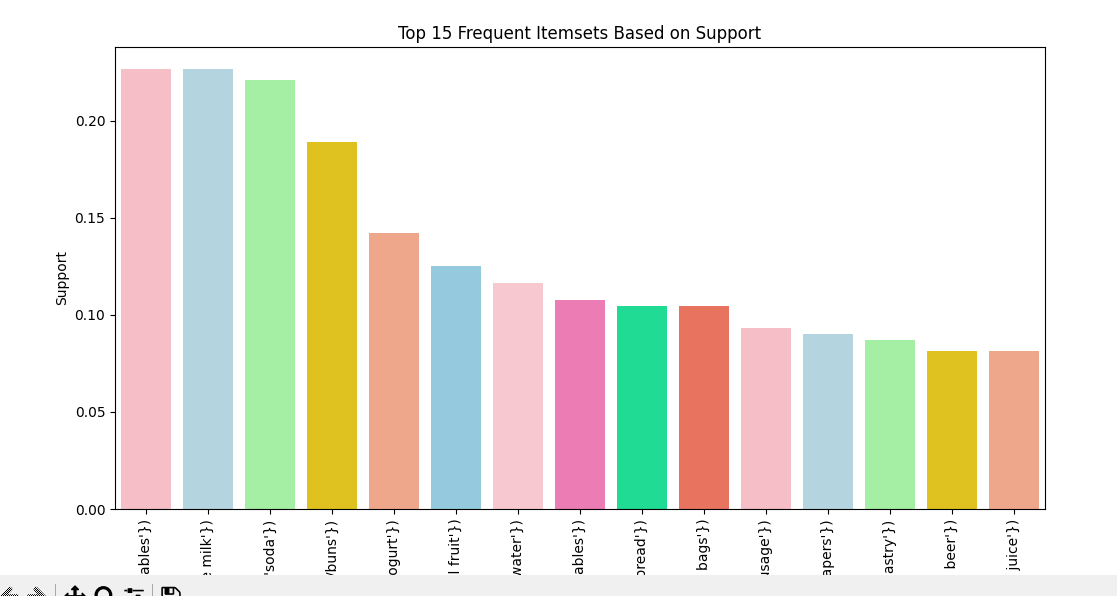 Top 15 Frequent Itemsets Based on Support
Support
0.20
0.15
0.10
0.05
0.00
ables'})
milk'})
'soda'})
/buns'})
ogurt'})
l fruit'})
water'})
ables'})
oread'})
bags'})
usage'})
apers'})
astry'})
beer'})
juice'})